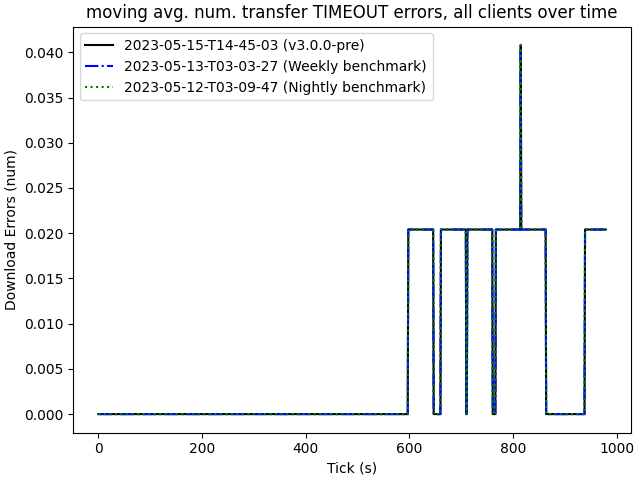 moving avg. num. transfer TIMEOUT errors, all clients over time
2023-05-15-T14-45-03 (v3.0.0-pre)
2023-05-13-T03-03-27 (Weekly benchmark)
2023-05-12-T03-09-47 (Nightly benchmark)
Download Errors (num)
0.040
0.035
0.030
0.025
0.020
0.015
0.010
0.005
0.000
0 200 400 600 800 1000
Tick (s)